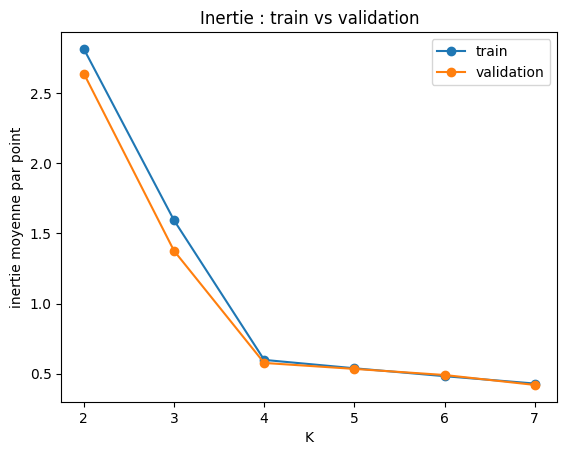 Inertie : train vs validation
train
validation
inertie moyenne par point
2.5
2.0
1.5
1.0
0.5
2 3 4 5 6 7
K